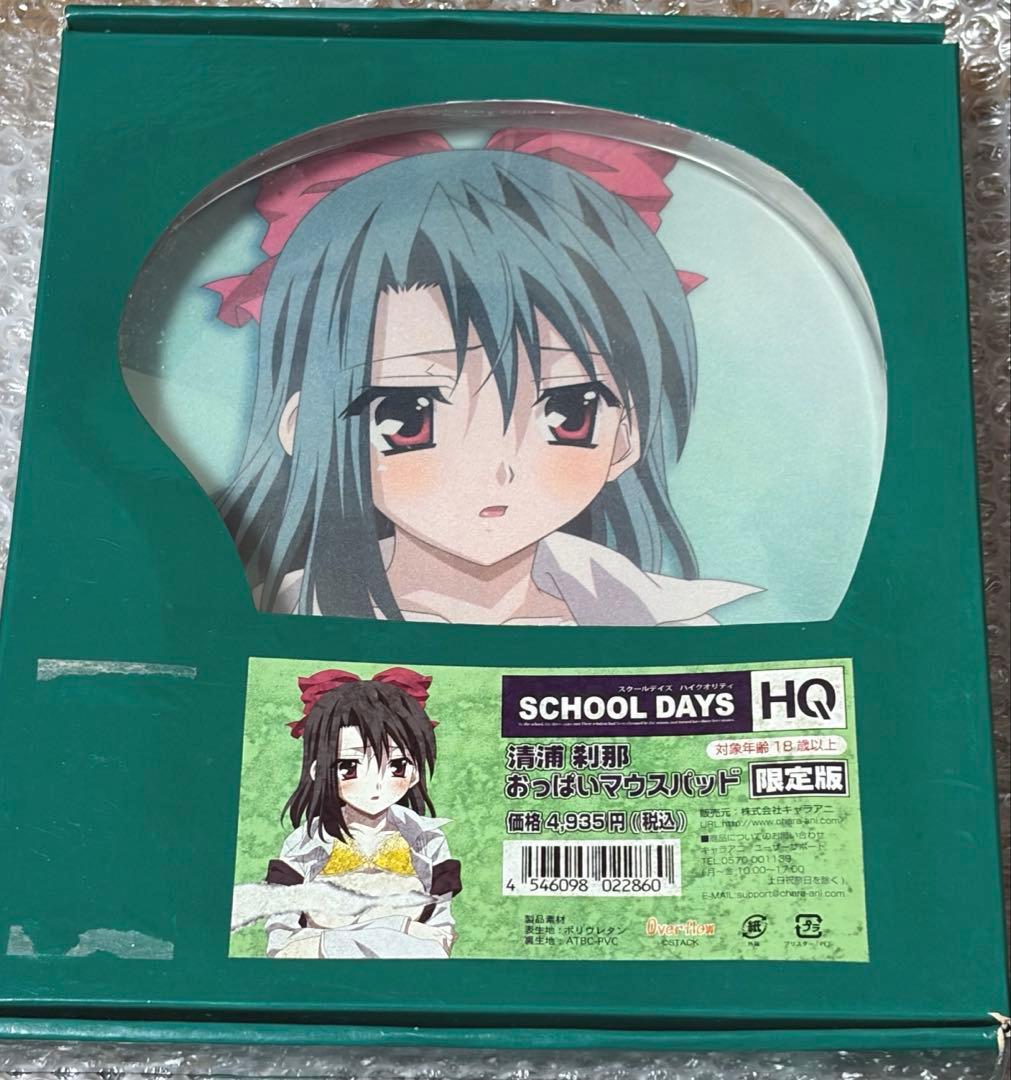 スクールデイズ ハイクオリティ
SCHOOL DAYS HQ
対象年齢18歳以上
清浦 刹那
おっぱいマウスパッド 限定版
価格 4,935円(税込)
販売元:株式会社キャラアニ
URL.http://www.chara-ani.com/
■商品についてのお問い合わせ
キャラアニ ユーザーサポート
TEL.0570 001139
(月~金 10:00~17:00
土日祝祭日を除く)
E-MAIL:support@chara-ani.com
4 546098 022860
製品素材
表生地:ポリウレタン
裏生地:ATBC-PVC
Overflow
©STACK
紙
外箱
プラ
ブリスター・PET